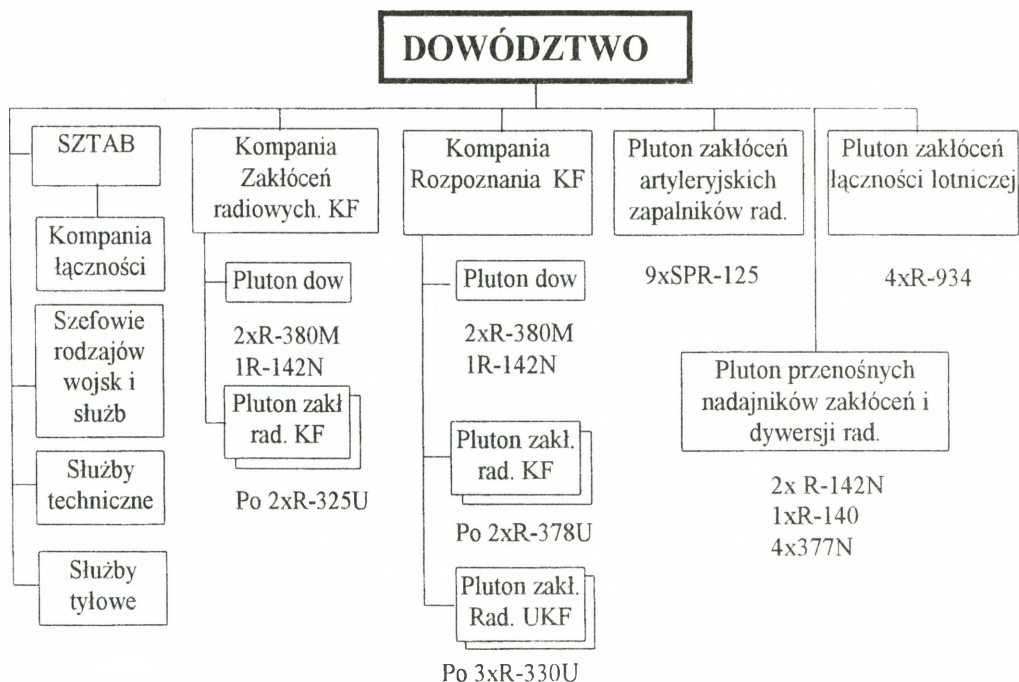 DOWÓDZTWO
SZTAB
Kompania
łączności
Szefowie
rodzajów
wojsk i
służb
Służby
techniczne
Służby
tyłowe
Kompania
Zakłóceń
radiowych. KF
Pluton dow
2xR-380M
1R-142N
Pluton zakł
rad. KF
Po 2xR-325U
Kompania
Rozpoznania KF
Pluton dow
2xR-380M
1R-142N
Pluton zakł.
rad. KF
Po 2xR-378U
Pluton zakł.
Rad. UKF
Po 3xR-330U
Pluton zakłóceń
artyleryjskich
zapalników rad.
9xSPR-125
Pluton zakłóceń
łączności lotniczej
4xR-934
Pluton przenośnych
nadajników zakłóceń i
dywersji rad.
2x R-142N
1xR-140
4x377N